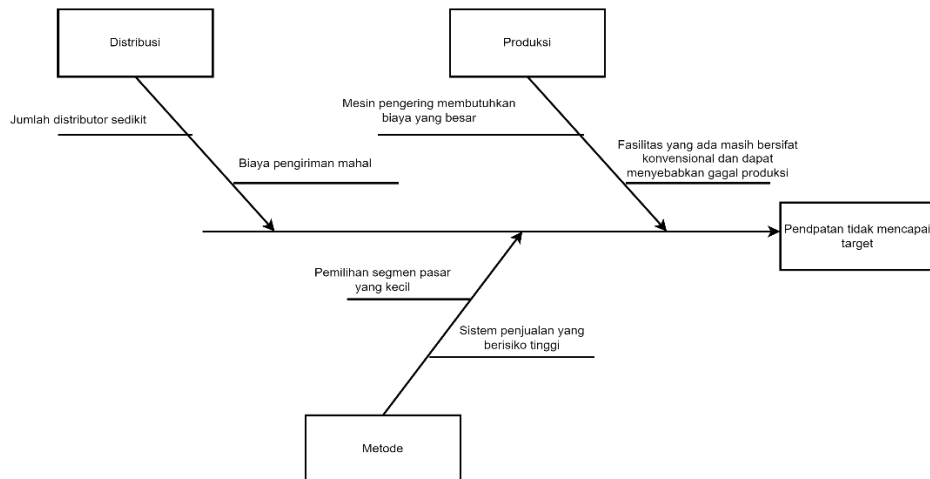 Distribusi
Produksi
Jumlah distributor sedikit
Mesin pengering membutuhkan
biaya yang besar
Biaya pengiriman mahal
Fasilitas yang ada masih bersifat
konvensional dan dapat
menyebabkan gagal produksi
Pendpatan tidak mencapai
target
Pemilihan segmen pasar
yang kecil
Sistem penjualan yang
berisiko tinggi
Metode